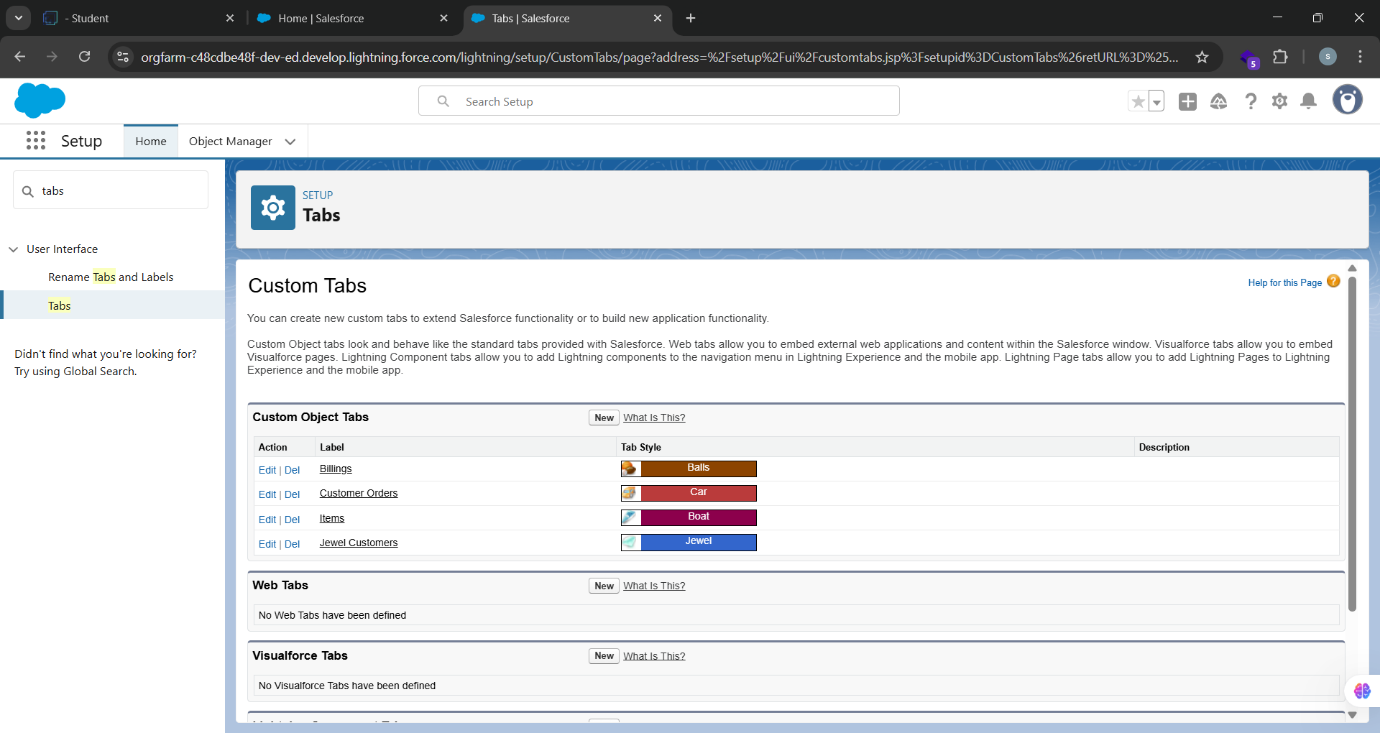 - Student
Home | Salesforce
Tabs | Salesforce
orgfarm-c48cdbe48f-dev-ed.develop.lightning.force.com/lightning/setup/CustomTabs/page?address=%2Fsetup%2Fui%2Fcustomtabs.jsp%3Fsetupid%3DCustomTabs%26retURL%3D%25...
5
S
Search Setup
Setup
Home
Object Manager
tabs
User Interface
Rename Tabs and Labels
Tabs
Didn't find what you're looking for?
Try using Global Search.
SETUP
Tabs
Custom Tabs
Help for this Page ?
You can create new custom tabs to extend Salesforce functionality or to build new application functionality.
Custom Object tabs look and behave like the standard tabs provided with Salesforce. Web tabs allow you to embed external web applications and content within the Salesforce window. Visualforce tabs allow you to embed
Visualforce pages. Lightning Component tabs allow you to add Lightning components to the navigation menu in Lightning Experience and the mobile app. Lightning Page tabs allow you to add Lightning Pages to Lightning
Experience and the mobile app.
Custom Object Tabs New What Is This?
Action Label Tab Style Description
Edit | Del Billings Balls
Edit | Del Customer Orders Car
Edit | Del Items Boat
Edit | Del Jewel Customers Jewel
Web Tabs New What Is This?
No Web Tabs have been defined
Visualforce Tabs New What Is This?
No Visualforce Tabs have been defined